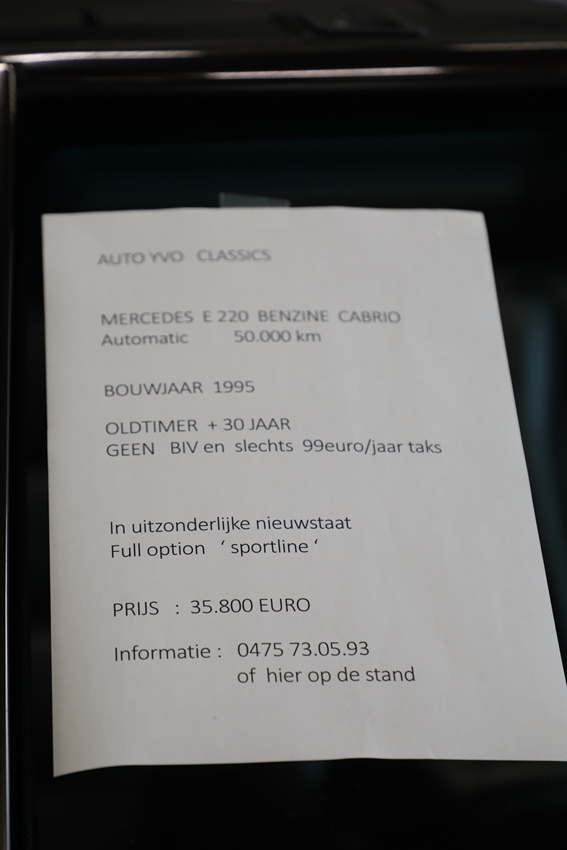 AUTO YVO CLASSICS
MERCEDES E 220 BENZINE CABRIO
Automatic 50.000 km
BOUWJAAR 1995
OLDTIMER + 30 JAAR
GEEN BIV en slechts 99euro/jaar taks
In uitzonderlijke nieuwstaat
Full option ‘ sportline ‘
PRIJS : 35.800 EURO
Informatie : 0475 73.05.93
of hier op de stand